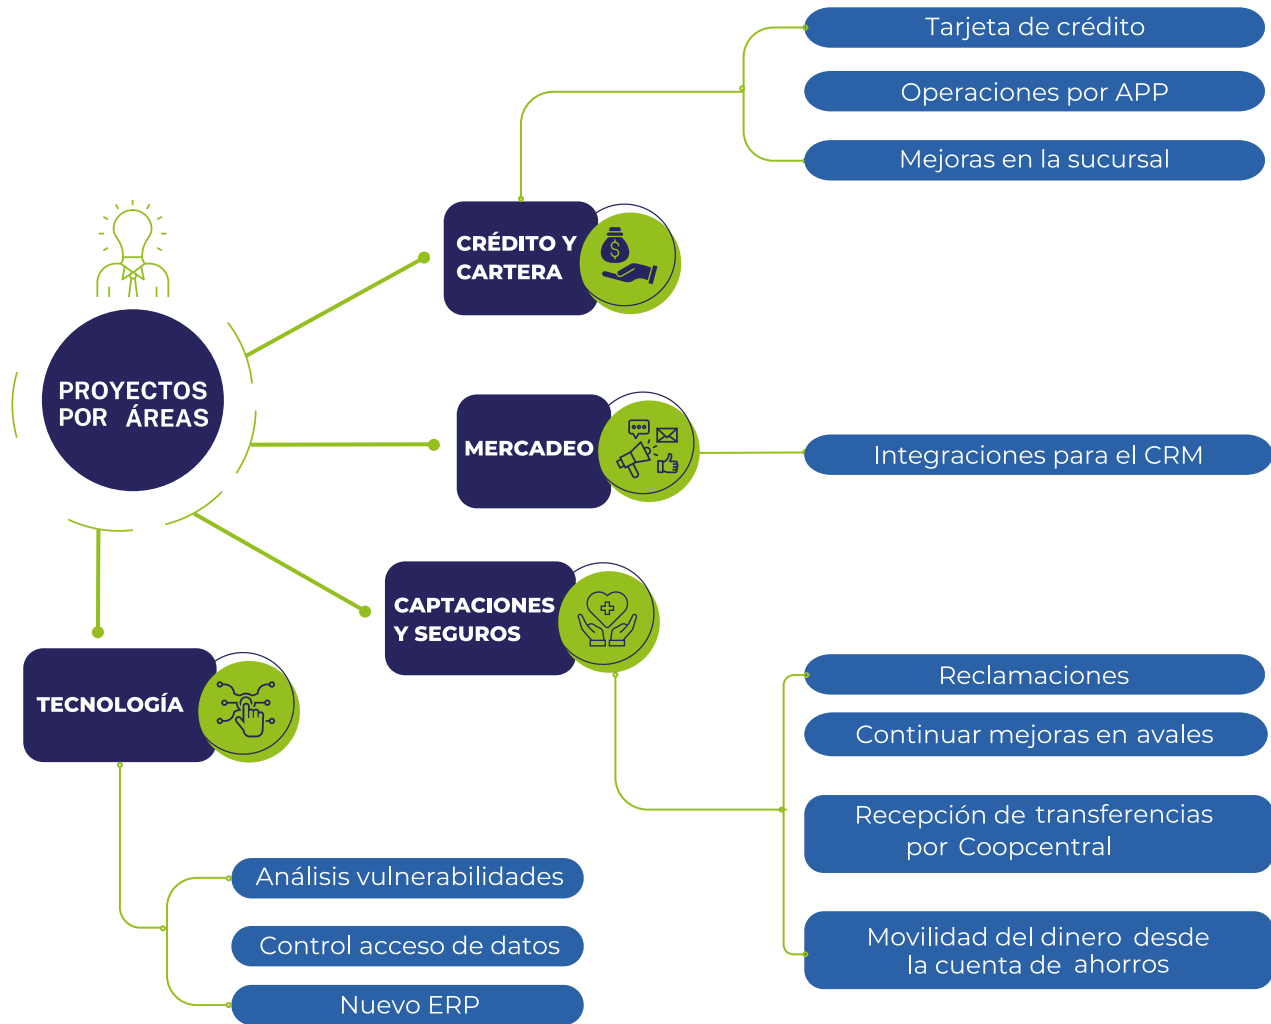 PROYECTOS
POR ÁREAS
CRÉDITO Y
CARTERA
Tarjeta de crédito
Operaciones por APP
Mejoras en la sucursal
MERCADEO
Integraciones para el CRM
CAPTACIONES
Y SEGUROS
Reclamaciones
Continuar mejoras en avales
Recepción de transferencias
por Coopcentral
Movilidad del dinero desde
la cuenta de ahorros
TECNOLOGÍA
Análisis vulnerabilidades
Control acceso de datos
Nuevo ERP